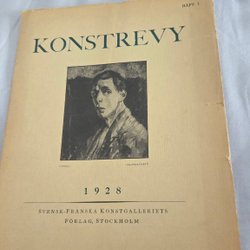 HÄFT 1
KONSTREVY
1928
SVENSK-FRANSKA KONSTGALLERIETS
FÖRLAG, STOCKHOLM